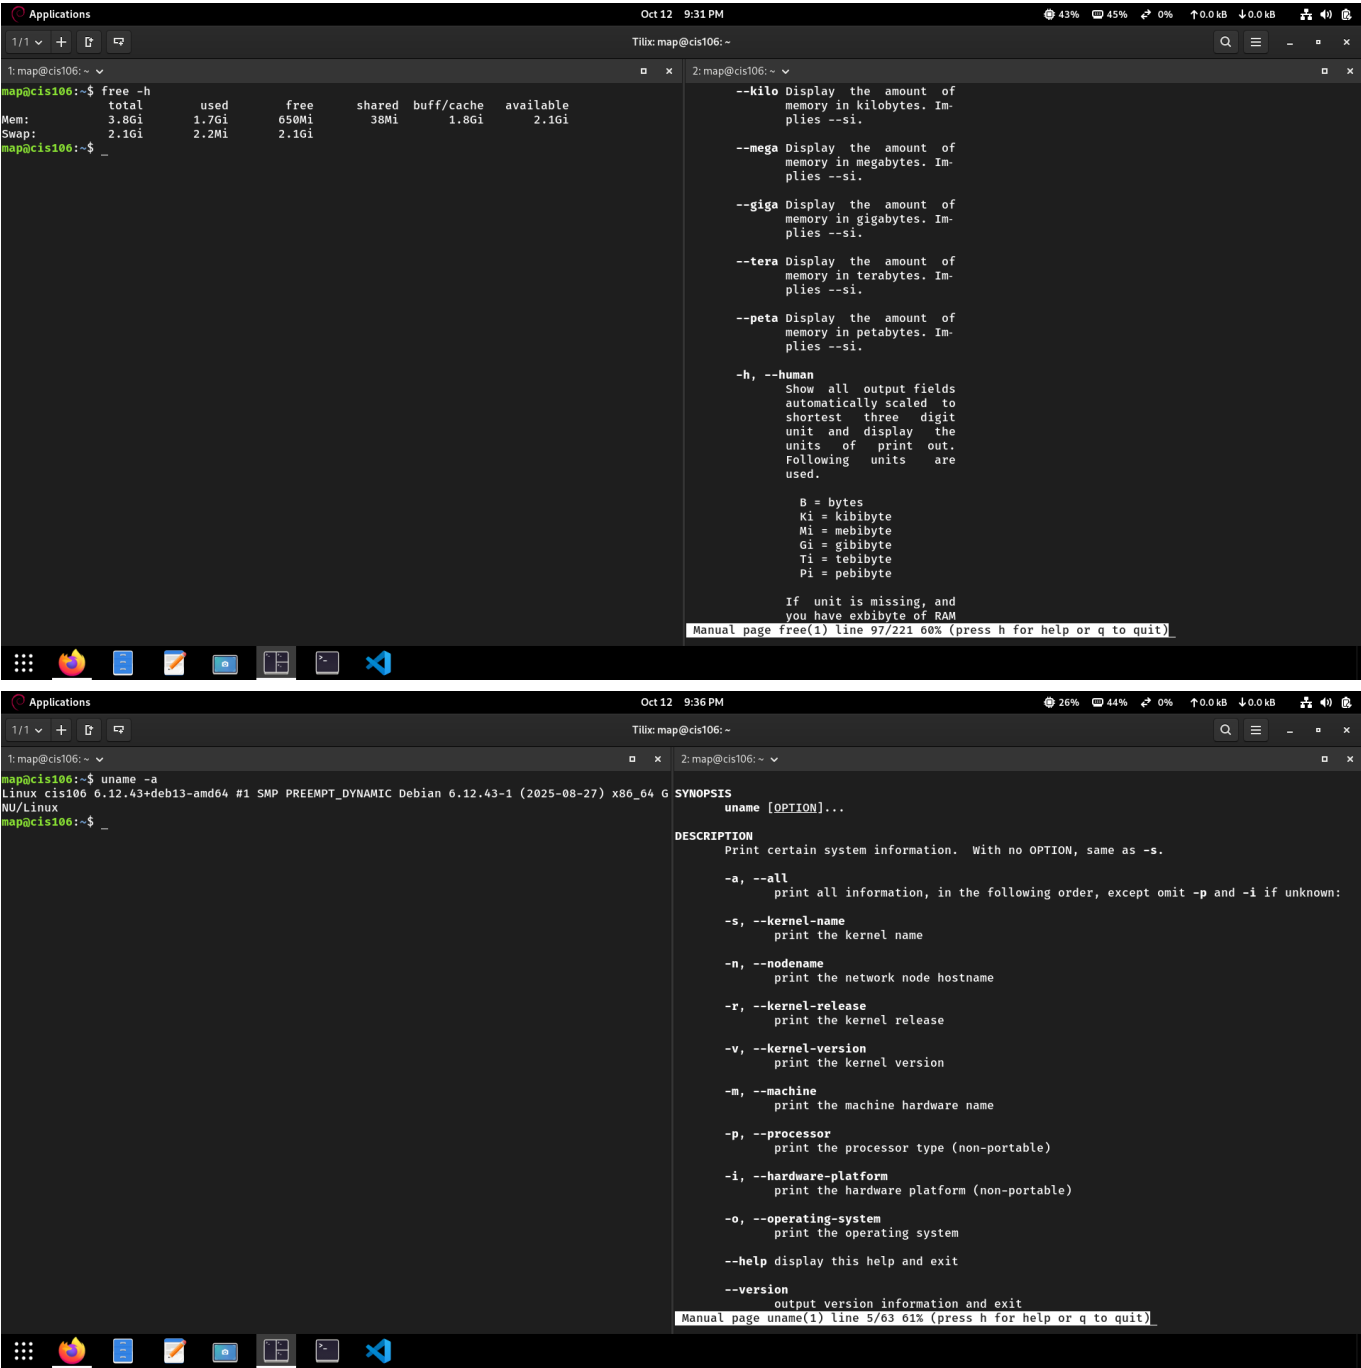 Applications
Oct 12 9:31 PM
43% 45% 0% ↑0.0 kB ↓0.0 kB
1/1
Tilix: map@cis106: ~
1: map@cis106: ~
map@cis106:~$ free -h
total used free shared buff/cache available
Mem: 3.8Gi 1.7Gi 650Mi 38Mi 1.8Gi 2.1Gi
Swap: 2.1Gi 2.2Mi 2.1Gi
map@cis106:~$ _
2: map@cis106: ~
--kilo Display the amount of
memory in kilobytes. Im-
plies --si.
--mega Display the amount of
memory in megabytes. Im-
plies --si.
--giga Display the amount of
memory in gigabytes. Im-
plies --si.
--tera Display the amount of
memory in terabytes. Im-
plies --si.
--peta Display the amount of
memory in petabytes. Im-
plies --si.
-h, --human
Show all output fields
automatically scaled to
shortest three digit
unit and display the
units of print out.
Following units are
used.
B = bytes
Ki = kibibyte
Mi = mebibyte
Gi = gibibyte
Ti = tebibyte
Pi = pebibyte
If unit is missing, and
you have exbibyte of RAM
Manual page free(1) line 97/221 60% (press h for help or q to quit)
Applications
Oct 12 9:36 PM
26% 44% 0% ↑0.0 kB ↓0.0 kB
1/1
Tilix: map@cis106: ~
1: map@cis106: ~
map@cis106:~$ uname -a
Linux cis106 6.12.43+deb13-amd64 #1 SMP PREEMPT_DYNAMIC Debian 6.12.43-1 (2025-08-27) x86_64 G
NU/Linux
map@cis106:~$ _
2: map@cis106: ~
SYNOPSIS
uname [OPTION]...
DESCRIPTION
Print certain system information. With no OPTION, same as -s.
-a, --all
print all information, in the following order, except omit -p and -i if unknown:
-s, --kernel-name
print the kernel name
-n, --nodename
print the network node hostname
-r, --kernel-release
print the kernel release
-v, --kernel-version
print the kernel version
-m, --machine
print the machine hardware name
-p, --processor
print the processor type (non-portable)
-i, --hardware-platform
print the hardware platform (non-portable)
-o, --operating-system
print the operating system
--help display this help and exit
--version
output version information and exit
Manual page uname(1) line 5/63 61% (press h for help or q to quit)